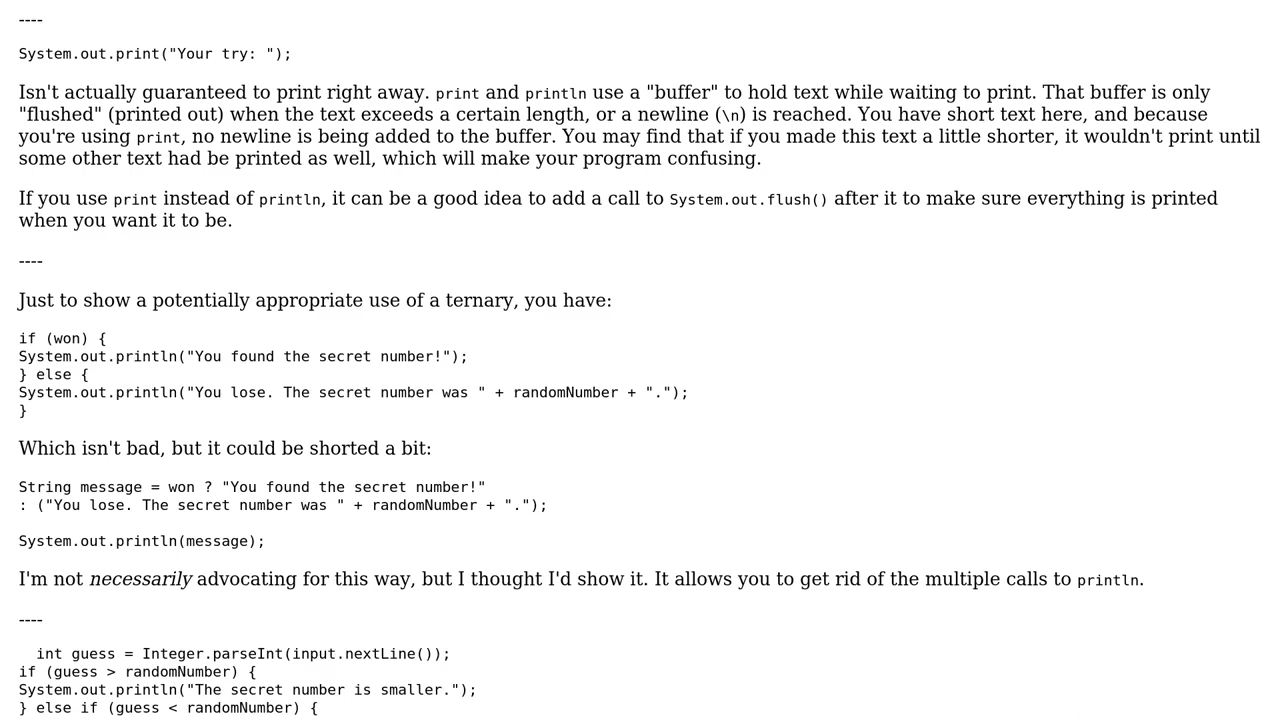 ----
System.out.print("Your try: ");
Isn't actually guaranteed to print right away. print and println use a "buffer" to hold text while waiting to print. That buffer is only
"flushed" (printed out) when the text exceeds a certain length, or a newline (\n) is reached. You have short text here, and because
you're using print, no newline is being added to the buffer. You may find that if you made this text a little shorter, it wouldn't print until
some other text had be printed as well, which will make your program confusing.
If you use print instead of println, it can be a good idea to add a call to System.out.flush() after it to make sure everything is printed
when you want it to be.
----
Just to show a potentially appropriate use of a ternary, you have:
if (won) {
System.out.println("You found the secret number!");
} else {
System.out.println("You lose. The secret number was " + randomNumber + ".");
}
Which isn't bad, but it could be shorted a bit:
String message = won ? "You found the secret number!"
: ("You lose. The secret number was " + randomNumber + ".");
System.out.println(message);
I'm not necessarily advocating for this way, but I thought I'd show it. It allows you to get rid of the multiple calls to println.
----
int guess = Integer.parseInt(input.nextLine());
if (guess > randomNumber) {
System.out.println("The secret number is smaller.");
} else if (guess < randomNumber) {